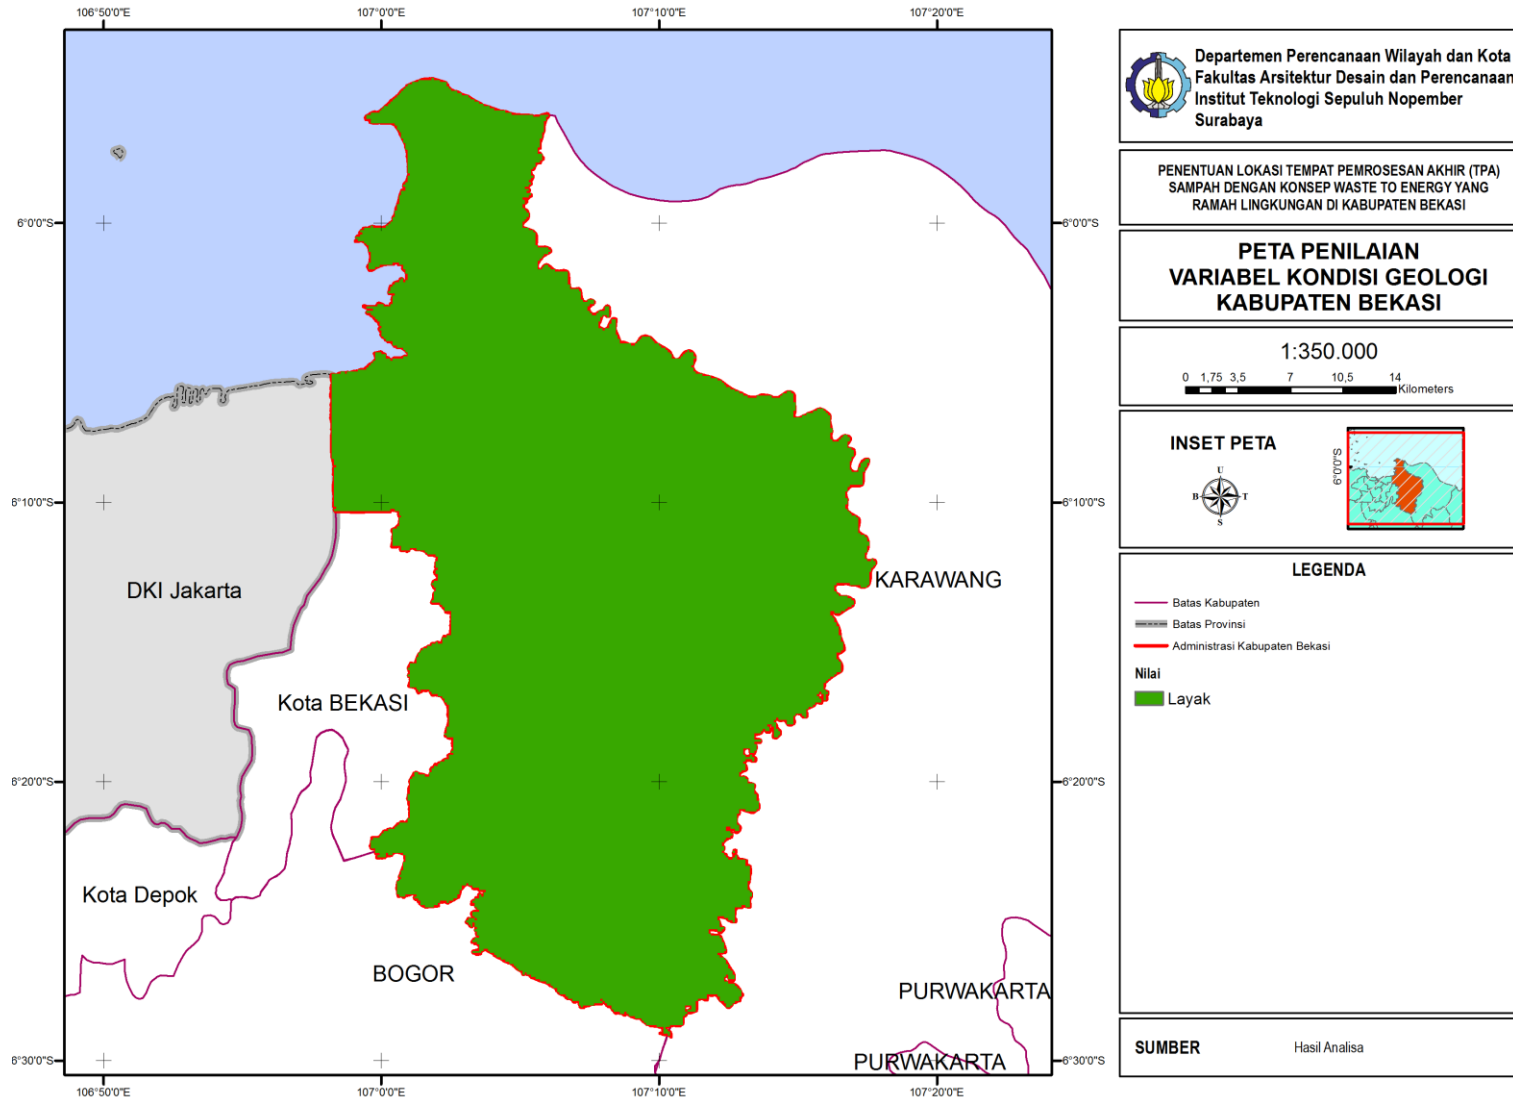 106°50'0"E
107°0'0"E
107°10'0"E
107°20'0"E
6°0'0"S
6°0'0"S
6°10'0"S
6°10'0"S
DKI Jakarta
KARAWANG
Kota BEKASI
6°20'0"S
6°20'0"S
Kota Depok
BOGOR
PURWAKARTA
PURWAKARTA
6°30'0"S
6°30'0"S
106°50'0"E
107°0'0"E
107°10'0"E
107°20'0"E
Departemen Perencanaan Wilayah dan Kota
Fakultas Arsitektur Desain dan Perencanaan
Institut Teknologi Sepuluh Nopember
Surabaya
PENENTUAN LOKASI TEMPAT PEMROSESAN AKHIR (TPA)
SAMPAH DENGAN KONSEP WASTE TO ENERGY YANG
RAMAH LINGKUNGAN DI KABUPATEN BEKASI
PETA PENILAIAN
VARIABEL KONDISI GEOLOGI
KABUPATEN BEKASI
1:350.000
0 1,75 3,5 7 10,5 14
Kilometers
INSET PETA
U
B T
S
6°0'0"S
LEGENDA
Batas Kabupaten
Batas Provinsi
Administrasi Kabupaten Bekasi
Nilai
Layak
SUMBER Hasil Analisa